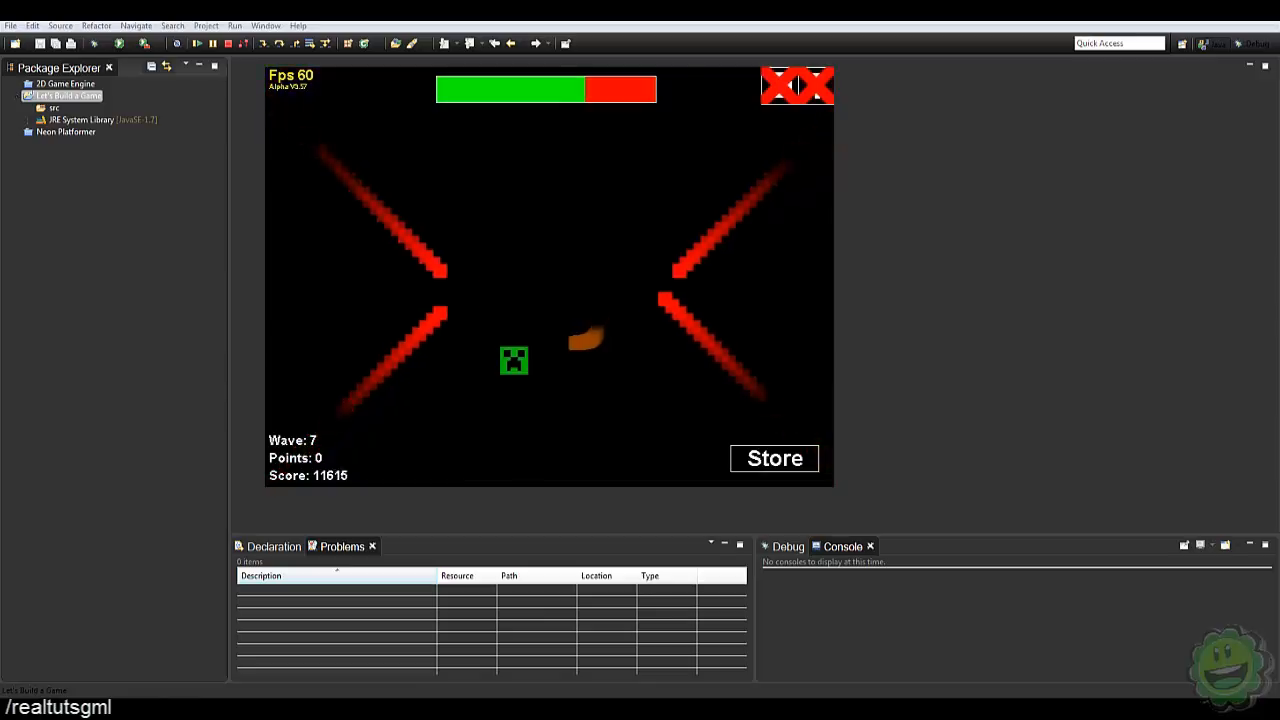 File Edit Source Refactor Navigate Search Project Run Window Help
Quick Access
Java
Debug
Package Explorer
2D Game Engine
Let's Build a Game
src
JRE System Library [JavaSE-1.7]
Neon Platformer
Fps 60
Alpha V3.57
Wave: 7
Points: 0
Score: 11615
Store
Declaration Problems
0 items
Description Resource Path Location Type
Debug Console
No consoles to display at this time.
Let's Build a Game
/realtutsgml